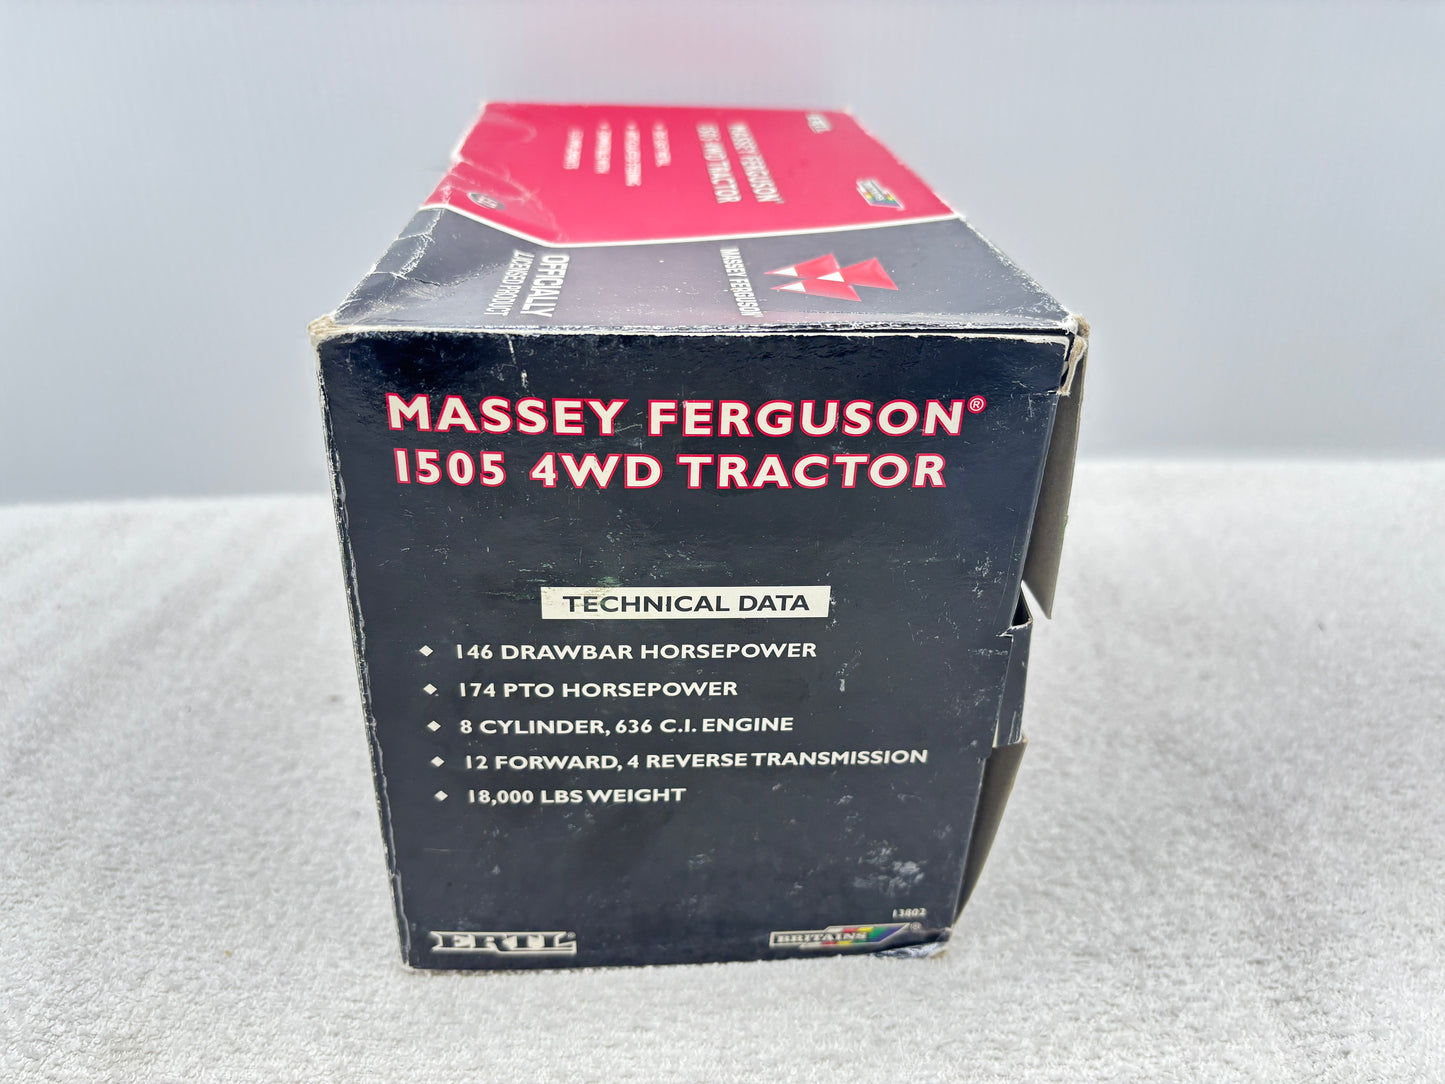 ERTL
MASSEY FERGUSON
1505 4WD TRACTOR
MASSEY FERGUSON
OFFICIALLY
LICENSED PRODUCT
MASSEY FERGUSON®
1505 4WD TRACTOR
TECHNICAL DATA
146 DRAWBAR HORSEPOWER
174 PTO HORSEPOWER
8 CYLINDER, 636 C.I. ENGINE
12 FORWARD, 4 REVERSE TRANSMISSION
18,000 LBS WEIGHT
13802
ERTL®
BRITAINS®